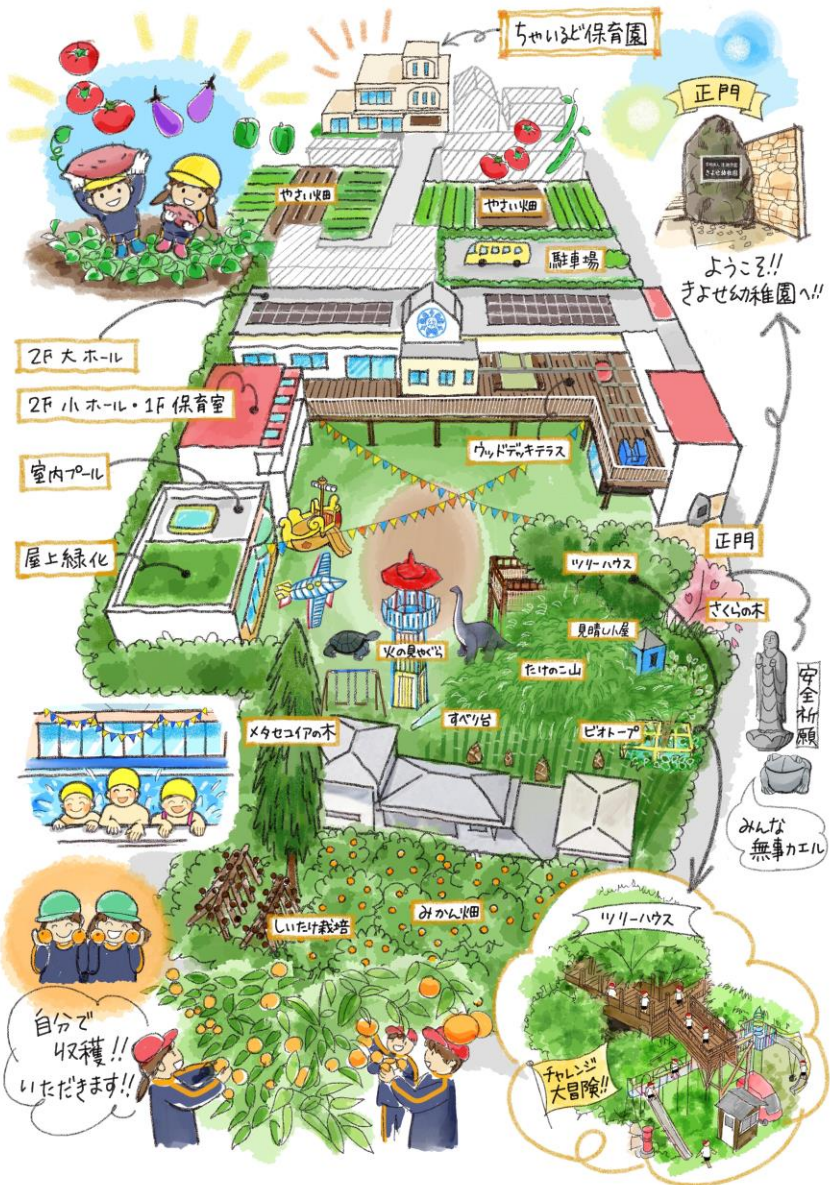 ちゃいるど保育園
正門
きよせ幼稚園
ようこそ!!
きよせ幼稚園へ!!
やさい畑
やさい畑
駐車場
2F 大ホール
2F 小ホール・1F 保育室
室内プール
屋上緑化
ウッドデッキテラス
正門
ツリーハウス
さくらの木
見晴し小屋
火の見やぐら
たけのこ山
すべり台
メタセコイアの木
ビオトープ
安全祈願
みんな
無事カエル
しいたけ栽培
みかん畑
ツリーハウス
チャレンジ
大冒険!!
自分で
収穫!!
いただきます!!